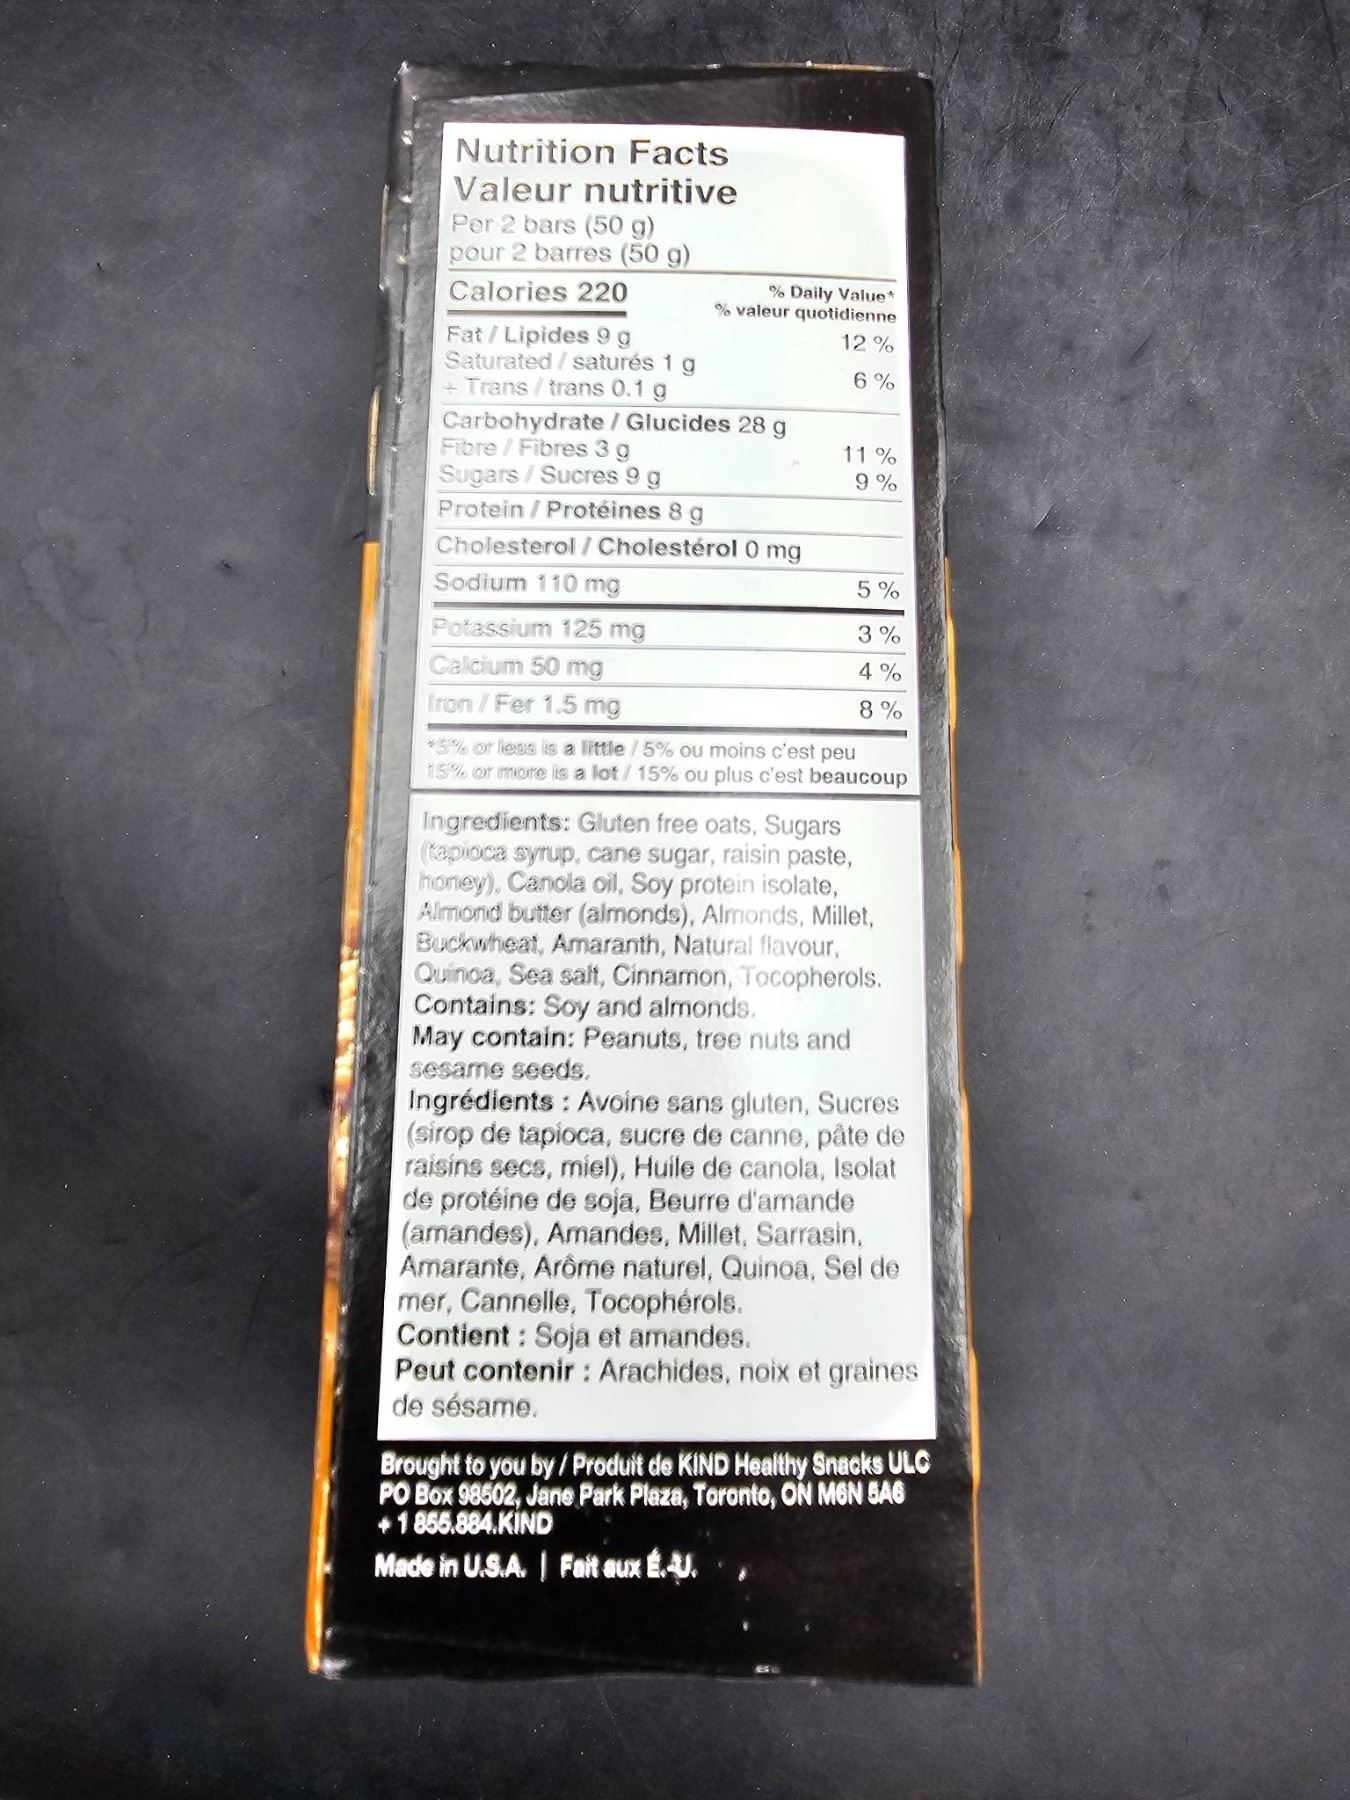 Nutrition Facts
Valeur nutritive
Per 2 bars (50 g)
pour 2 barres (50 g)
Calories 220
% Daily Value*
% valeur quotidienne
Fat / Lipides 9 g 12 %
Saturated / saturés 1 g
+ Trans / trans 0.1 g 6 %
Carbohydrate / Glucides 28 g
Fibre / Fibres 3 g 11 %
Sugars / Sucres 9 g 9 %
Protein / Protéines 8 g
Cholesterol / Cholestérol 0 mg
Sodium 110 mg 5 %
Potassium 125 mg 3 %
Calcium 50 mg 4 %
Iron / Fer 1.5 mg 8 %
*5% or less is a little / 5% ou moins c'est peu
15% or more is a lot / 15% ou plus c'est beaucoup
Ingredients: Gluten free oats, Sugars
(tapioca syrup, cane sugar, raisin paste,
honey), Canola oil, Soy protein isolate,
Almond butter (almonds), Almonds, Millet,
Buckwheat, Amaranth, Natural flavour,
Quinoa, Sea salt, Cinnamon, Tocopherols.
Contains: Soy and almonds.
May contain: Peanuts, tree nuts and
sesame seeds.
Ingrédients : Avoine sans gluten, Sucres
(sirop de tapioca, sucre de canne, pâte de
raisins secs, miel), Huile de canola, Isolat
de protéine de soja, Beurre d'amande
(amandes), Amandes, Millet, Sarrasin,
Amarante, Arôme naturel, Quinoa, Sel de
mer, Cannelle, Tocophérols.
Contient : Soja et amandes.
Peut contenir : Arachides, noix et graines
de sésame.
Brought to you by / Produit de KIND Healthy Snacks ULC
PO Box 98502, Jane Park Plaza, Toronto, ON M6N 5A6
+ 1 855.884.KIND
Made in U.S.A. | Fait aux É.-U.